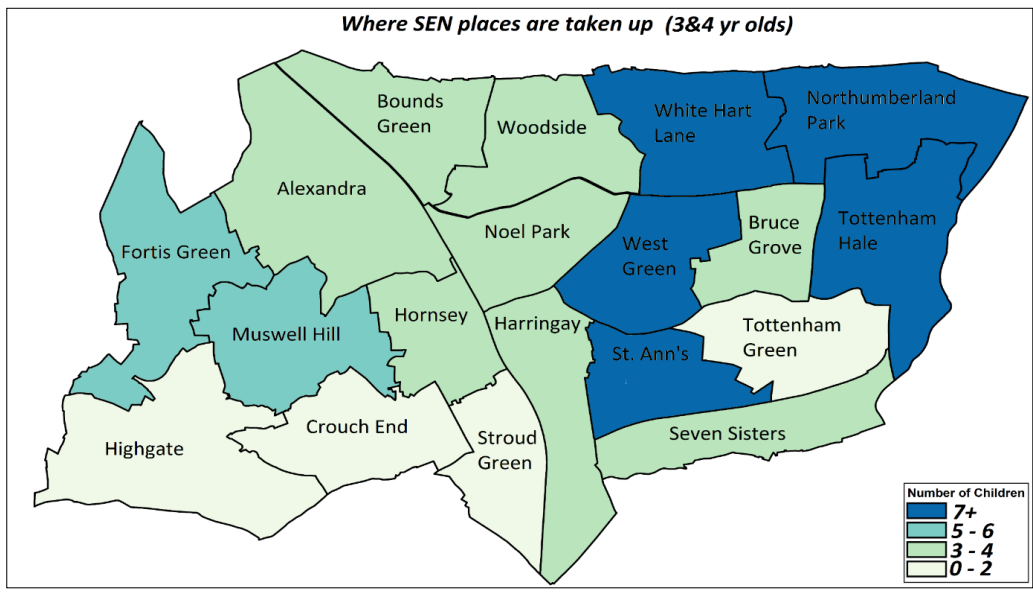 Where SEN places are taken up (3&4 yr olds)
Bounds
Green
Woodside
White Hart
Lane
Northumberland
Park
Alexandra
Fortis Green
Noel Park
West
Green
Bruce
Grove
Tottenham
Hale
Muswell Hill
Hornsey
Harringay
St. Ann's
Tottenham
Green
Highgate
Crouch End
Stroud
Green
Seven Sisters
Number of Children
7+
5 - 6
3 - 4
0 - 2